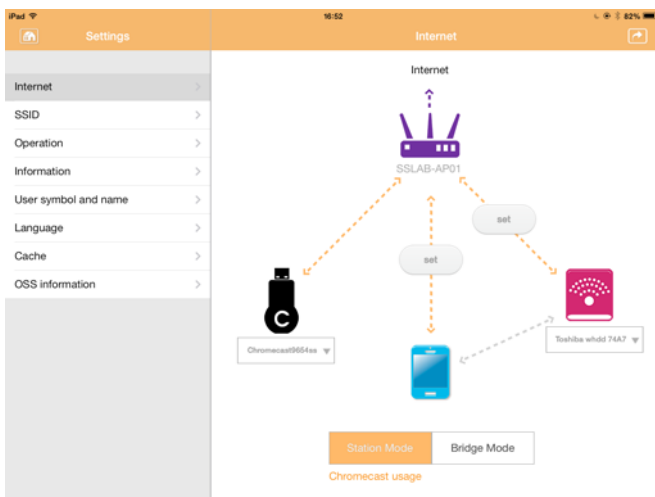 iPad 16:52 82%
Settings Internet
Internet
SSID
Operation
Information
User symbol and name
Language
Cache
OSS information
Internet
SSLAB-AP01
set
set
C
Chromecast9664ss
Toshiba whdd 74A7
Station Mode Bridge Mode
Chromecast usage